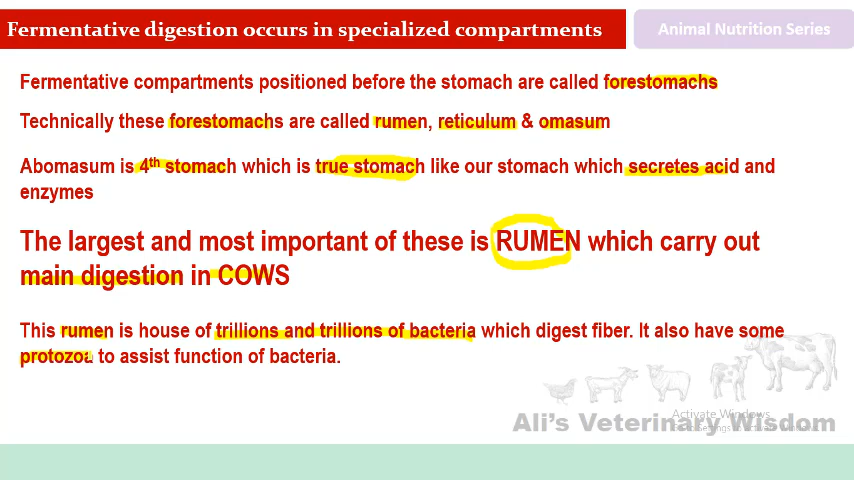 Fermentative digestion occurs in specialized compartments
Animal Nutrition Series
Fermentative compartments positioned before the stomach are called forestomachs
Technically these forestomachs are called rumen, reticulum & omasum
Abomasum is 4th stomach which is true stomach like our stomach which secretes acid and
enzymes
The largest and most important of these is RUMEN which carry out
main digestion in COWS
This rumen is house of trillions and trillions of bacteria which digest fiber. It also have some
protozoa to assist function of bacteria.
Activate Windows
Ali's Veterinary Wisdom